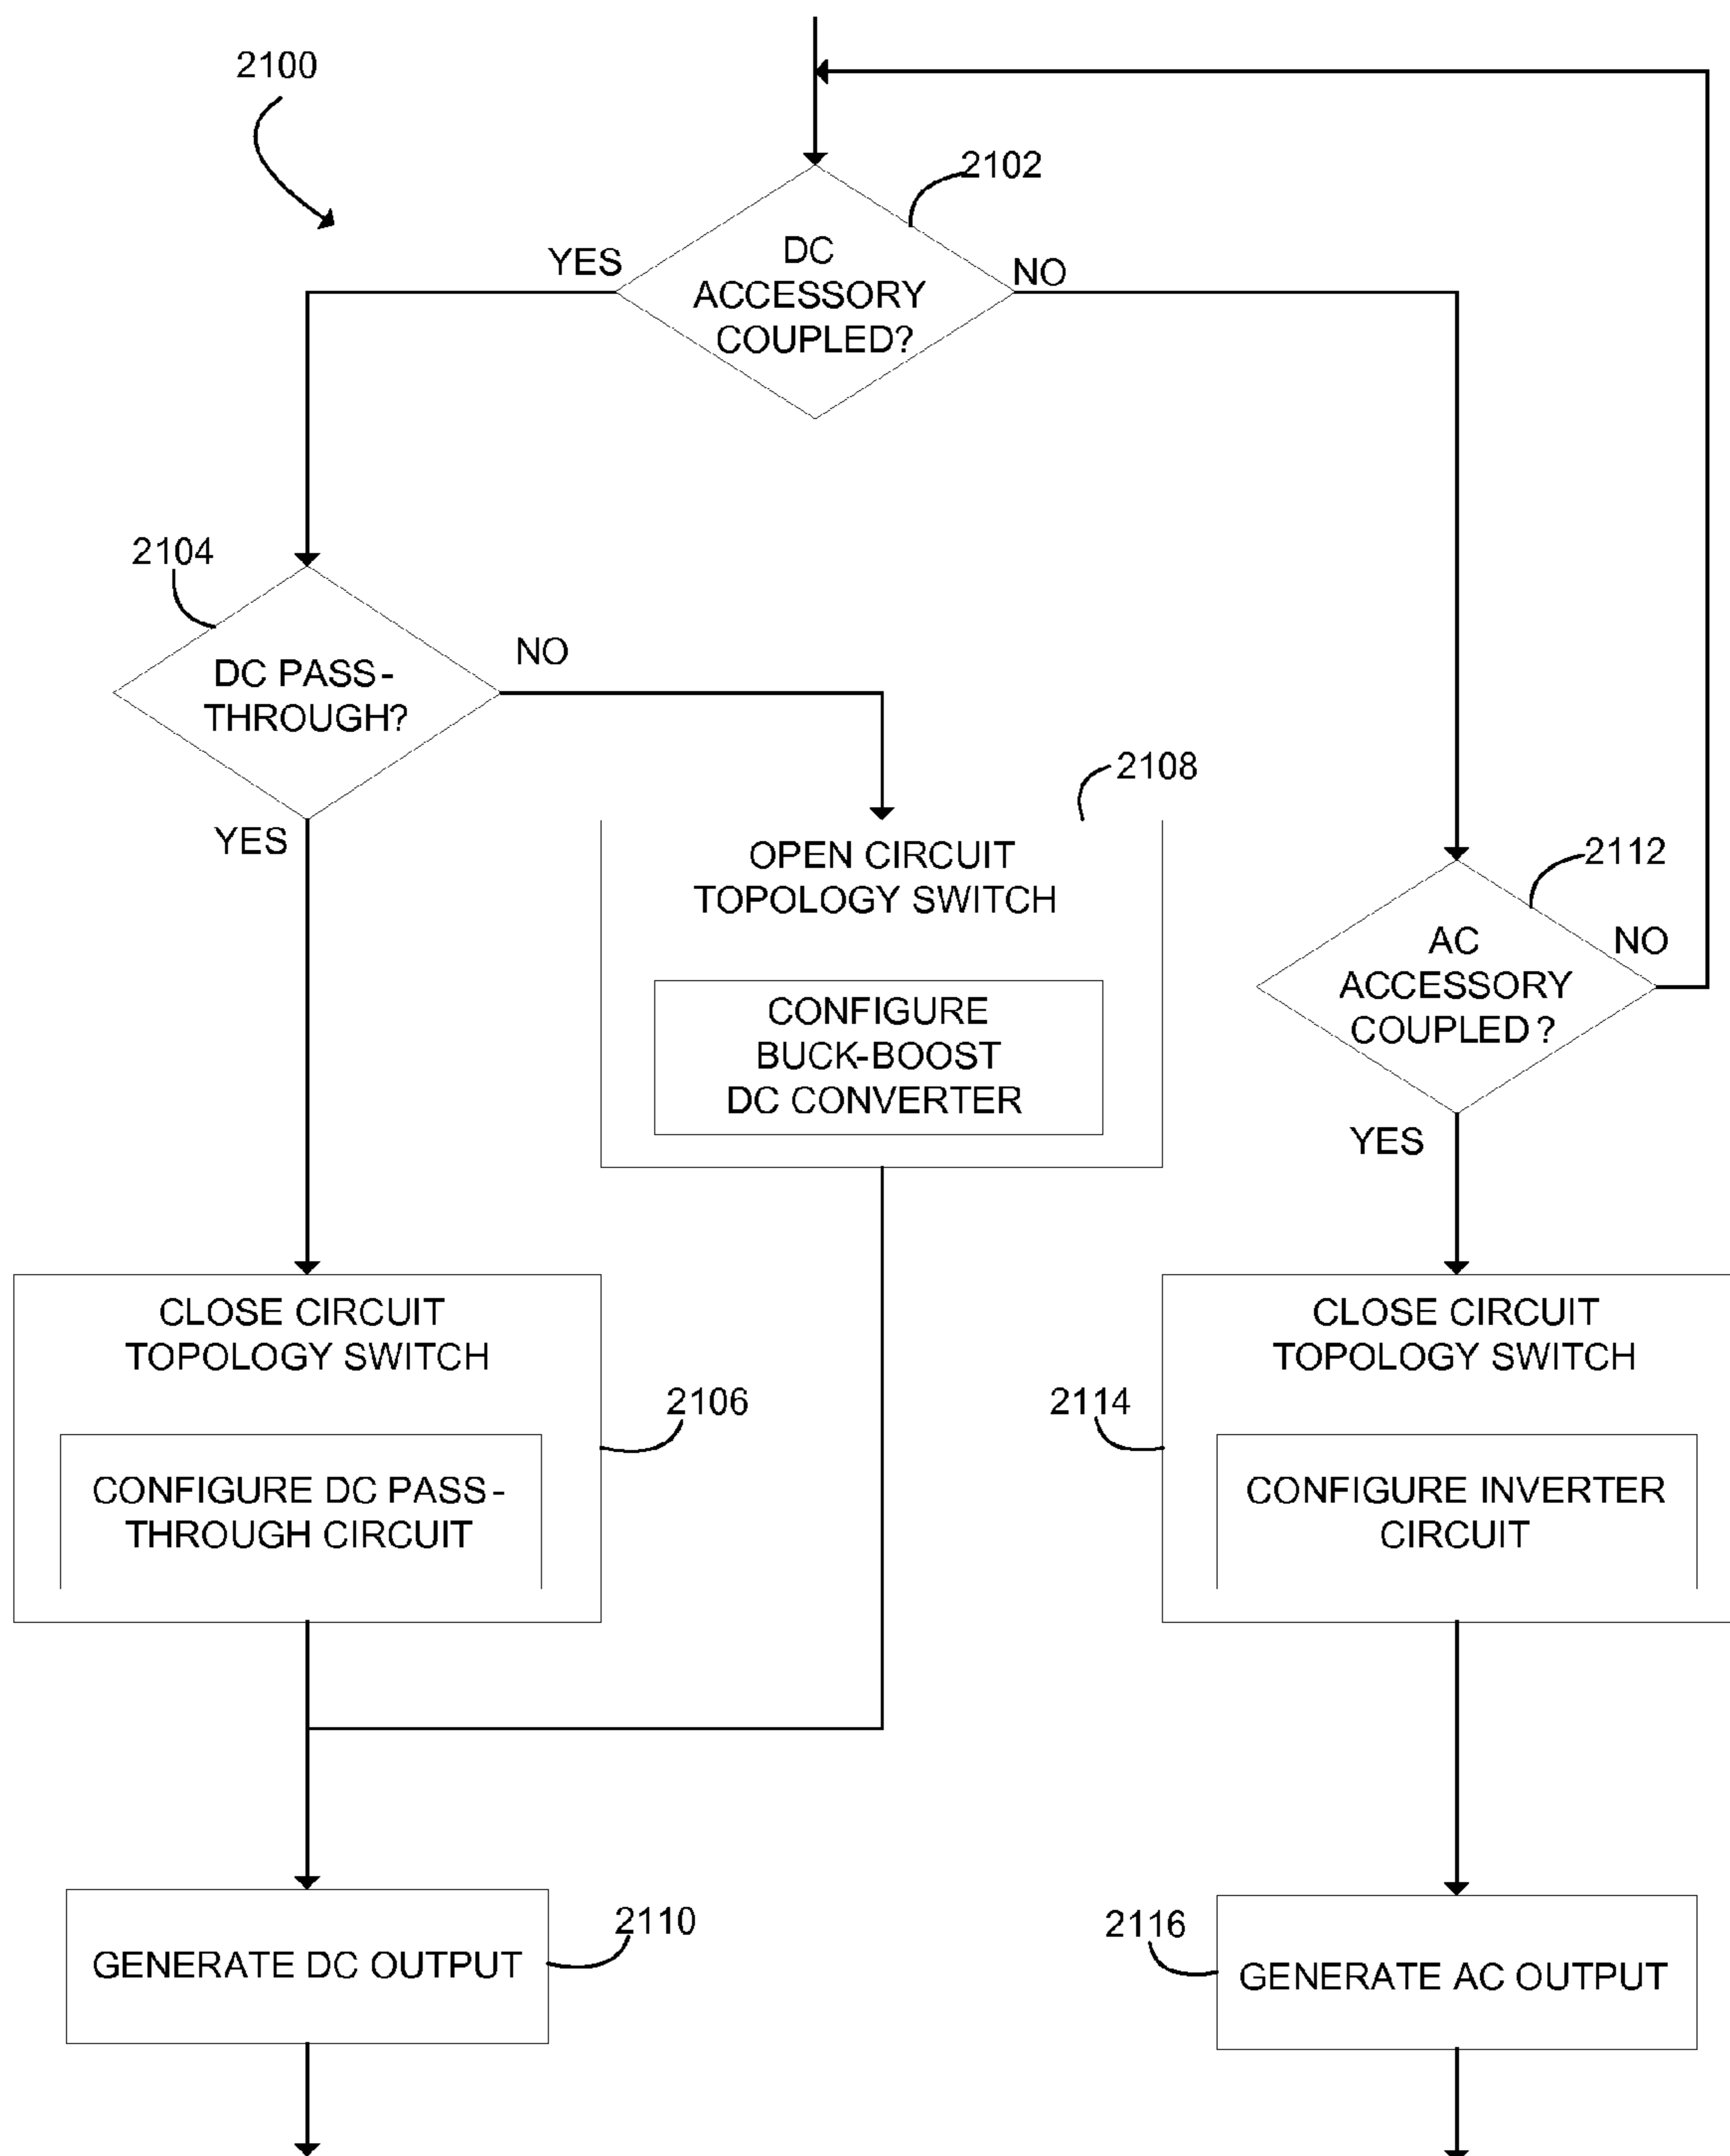 2100
2102
DC
ACCESSORY
COUPLED?
YES
NO
2104
DC PASS-
THROUGH?
NO
YES
2108
OPEN CIRCUIT
TOPOLOGY SWITCH
CONFIGURE
BUCK-BOOST
DC CONVERTER
2112
AC
ACCESSORY
COUPLED?
NO
YES
CLOSE CIRCUIT
TOPOLOGY SWITCH
2106
CONFIGURE DC PASS-
THROUGH CIRCUIT
CLOSE CIRCUIT
TOPOLOGY SWITCH
2114
CONFIGURE INVERTER
CIRCUIT
GENERATE DC OUTPUT
2110
2116
GENERATE AC OUTPUT